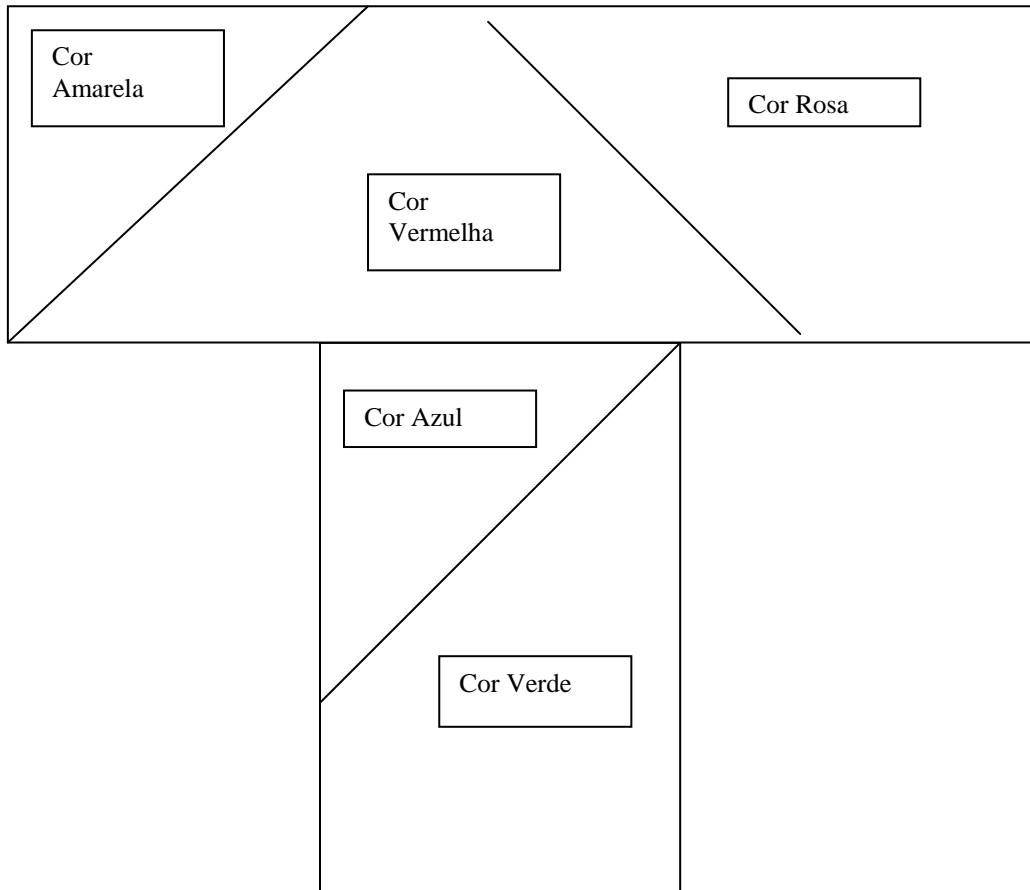 Cor
Amarela
Cor Rosa
Cor
Vermelha
Cor Azul
Cor Verde